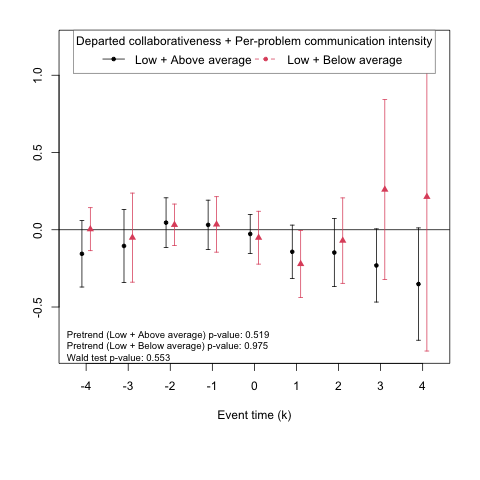 Departed collaborativeness + Per-problem communication intensity
Low + Above average Low + Below average
1.0
0.5
0.0
-0.5
Pretrend (Low + Above average) p-value: 0.519
Pretrend (Low + Below average) p-value: 0.975
Wald test p-value: 0.553
-4 -3 -2 -1 0 1 2 3 4
Event time (k)